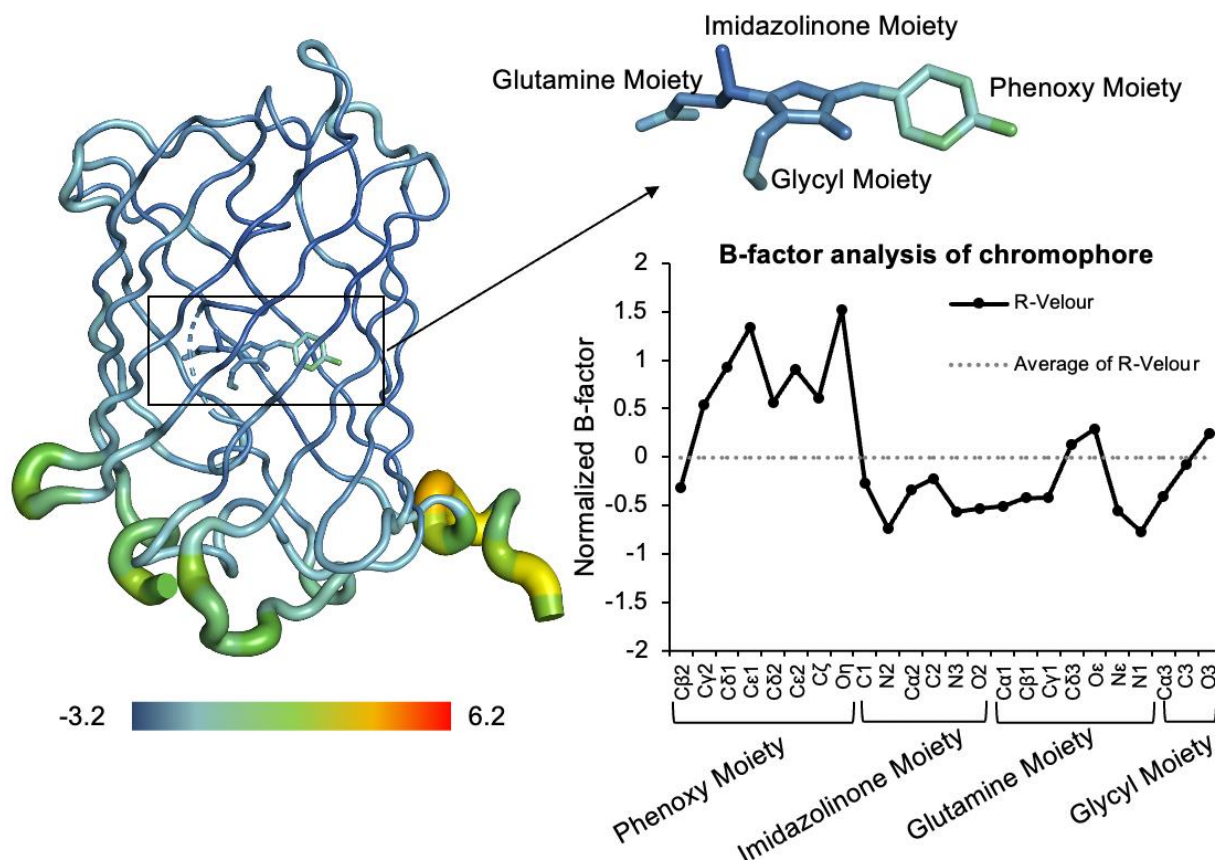 Imidazolinone Moiety
Glutamine Moiety
Phenoxy Moiety
Glycyl Moiety
B-factor analysis of chromophore
2
1.5
1
0.5
0
-0.5
-1
-1.5
-2
Normalized B-factor
R-Velour
Average of R-Velour
Cβ2
Cγ2
Cδ1
Cε1
Cδ2
Cε2
Cζ
Oη
C1
N2
Cα2
C2
N3
O2
Cα1
Cβ1
Cγ1
Cδ3
Oε
Nε
N1
Cα3
C3
O3
Phenoxy Moiety
Imidazolinone Moiety
Glutamine Moiety
Glycyl Moiety
-3.2
6.2